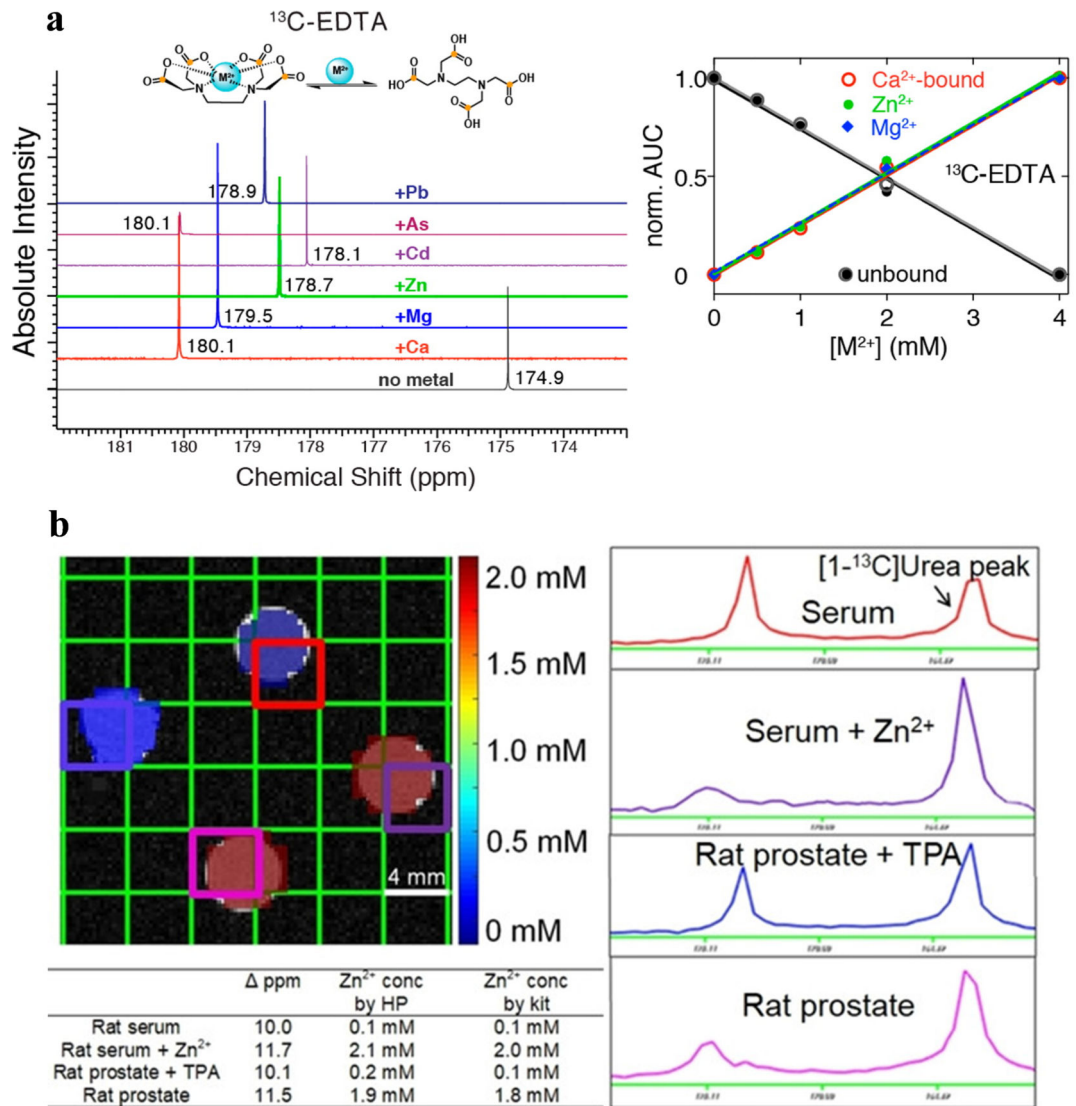 a
¹³C-EDTA
M²⁺
M²⁺
O
O
O
O
O
O
O
O
N
N
OH
O
HO
O
N
N
O
OH
O
OH
Absolute Intensity
178.9
+Pb
180.1
+As
+Cd
178.1
+Zn
178.7
+Mg
179.5
+Ca
180.1
no metal
174.9
181 180 179 178 177 176 175 174
Chemical Shift (ppm)
norm. AUC
1.0
0.5
0
Ca²⁺-bound
Zn²⁺
Mg²⁺
¹³C-EDTA
unbound
0 1 2 3 4
[M²⁺] (mM)
b
2.0 mM
1.5 mM
1.0 mM
0.5 mM
0 mM
4 mm
[1-¹³C]Urea peak
Serum
Serum + Zn²⁺
Rat prostate + TPA
Rat prostate
Δ ppm Zn²⁺ conc Zn²⁺ conc
by HP by kit
Rat serum 10.0 0.1 mM 0.1 mM
Rat serum + Zn²⁺ 11.7 2.1 mM 2.0 mM
Rat prostate + TPA 10.1 0.2 mM 0.1 mM
Rat prostate 11.5 1.9 mM 1.8 mM